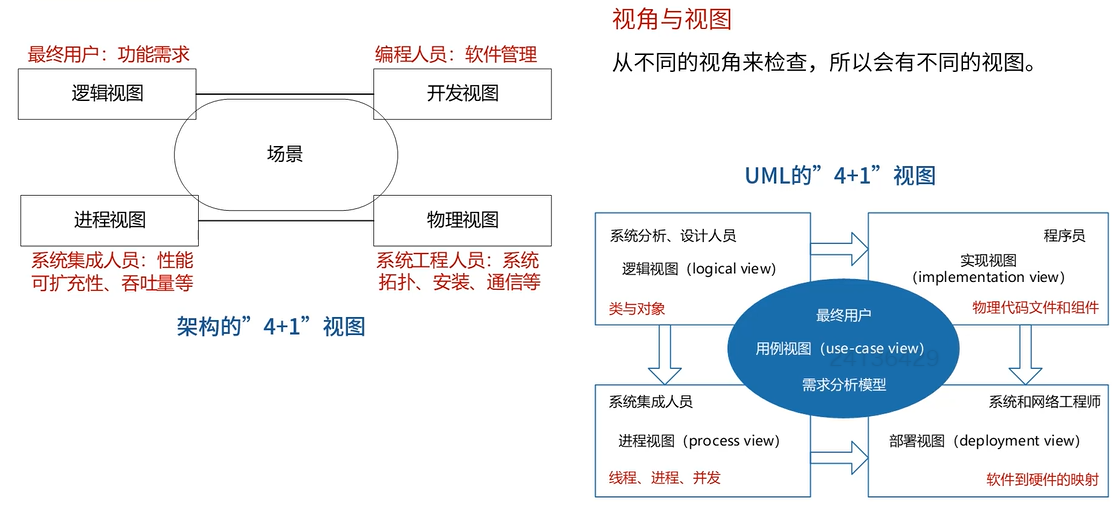 最终用户：功能需求
编程人员：软件管理
逻辑视图
开发视图
场景
进程视图
物理视图
系统集成人员：性能
可扩充性、吞吐量等
系统工程人员：系统
拓扑、安装、通信等
架构的”4+1”视图
视角与视图
从不同的视角来检查，所以会有不同的视图。
UML的”4+1”视图
系统分析、设计人员
逻辑视图（logical view）
类与对象
程序员
实现视图
（implementation view）
物理代码文件和组件
最终用户
用例视图（use-case view）
需求分析模型
系统集成人员
进程视图（process view）
线程、进程、并发
系统和网络工程师
部署视图（deployment view）
软件到硬件的映射